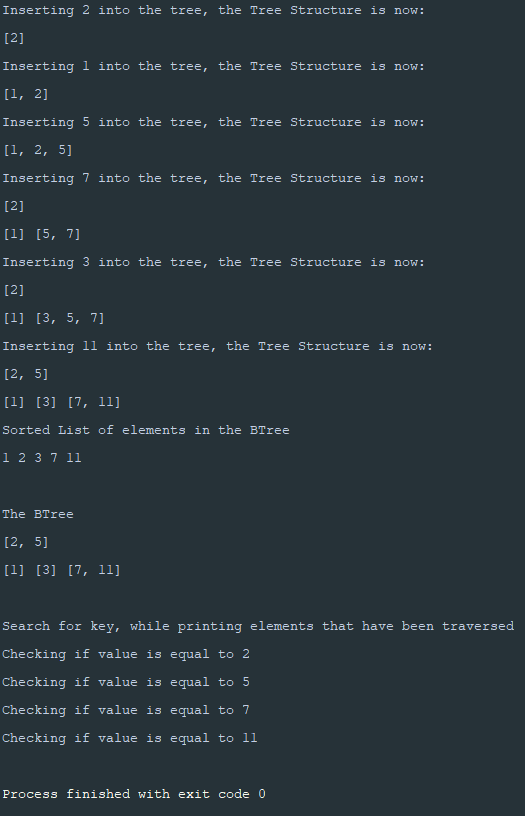 Inserting 2 into the tree, the Tree Structure is now:
[2]
Inserting 1 into the tree, the Tree Structure is now:
[1, 2]
Inserting 5 into the tree, the Tree Structure is now:
[1, 2, 5]
Inserting 7 into the tree, the Tree Structure is now:
[2]
[1] [5, 7]
Inserting 3 into the tree, the Tree Structure is now:
[2]
[1] [3, 5, 7]
Inserting 11 into the tree, the Tree Structure is now:
[2, 5]
[1] [3] [7, 11]
Sorted List of elements in the BTree
1 2 3 7 11
The BTree
[2, 5]
[1] [3] [7, 11]
Search for key, while printing elements that have been traversed
Checking if value is equal to 2
Checking if value is equal to 5
Checking if value is equal to 7
Checking if value is equal to 11
Process finished with exit code 0